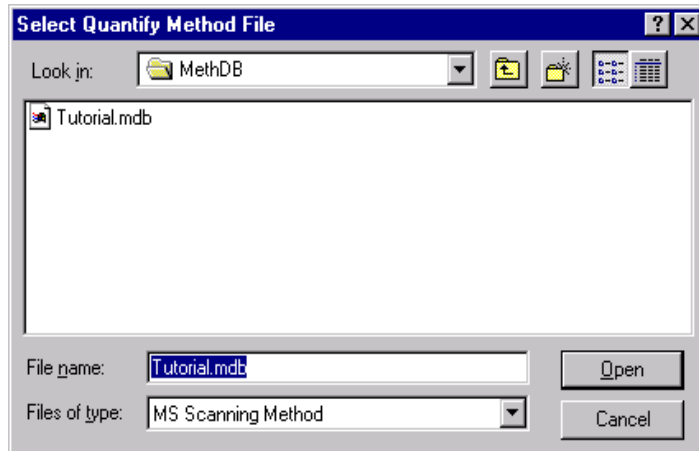 Select Quantify Method File
Look in: MethDB
Tutorial.mdb
File name: Tutorial.mdb Open
Files of type: MS Scanning Method Cancel